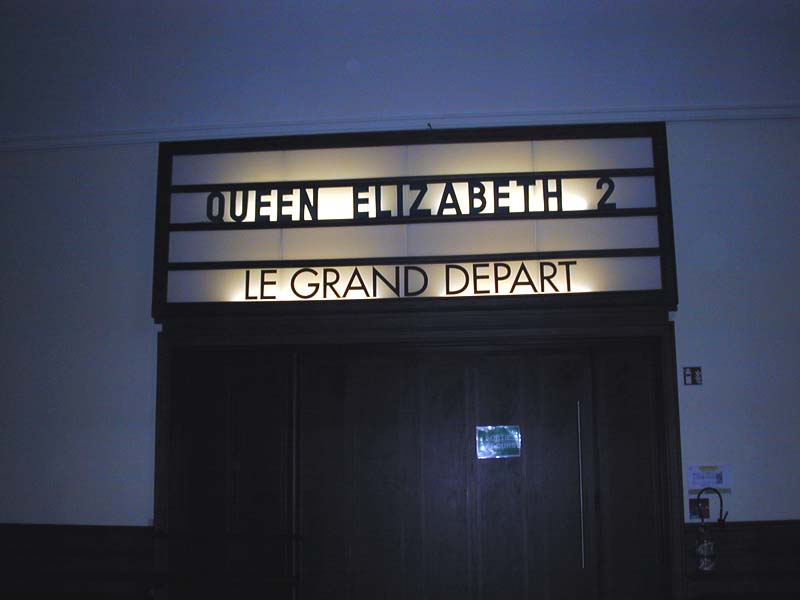 QUEEN ELIZABETH 2
LE GRAND DEPART